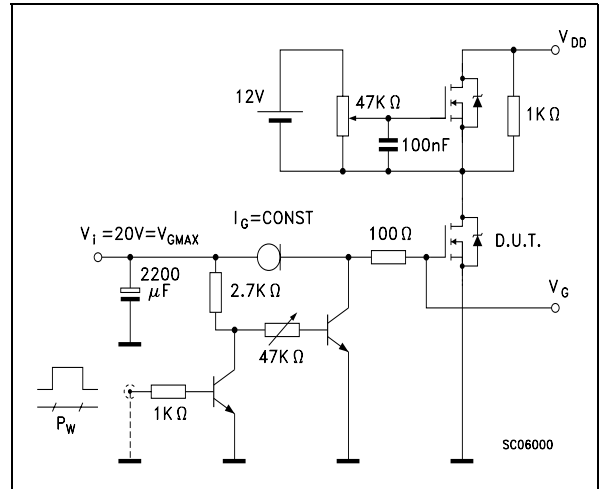 V_DD
12V
47K Ω
1K Ω
100nF
I_G=CONST
V_i =20V=V_GMAX
100 Ω
D.U.T.
2200
μF
2.7K Ω
V_G
47K Ω
1K Ω
P_W
SC06000